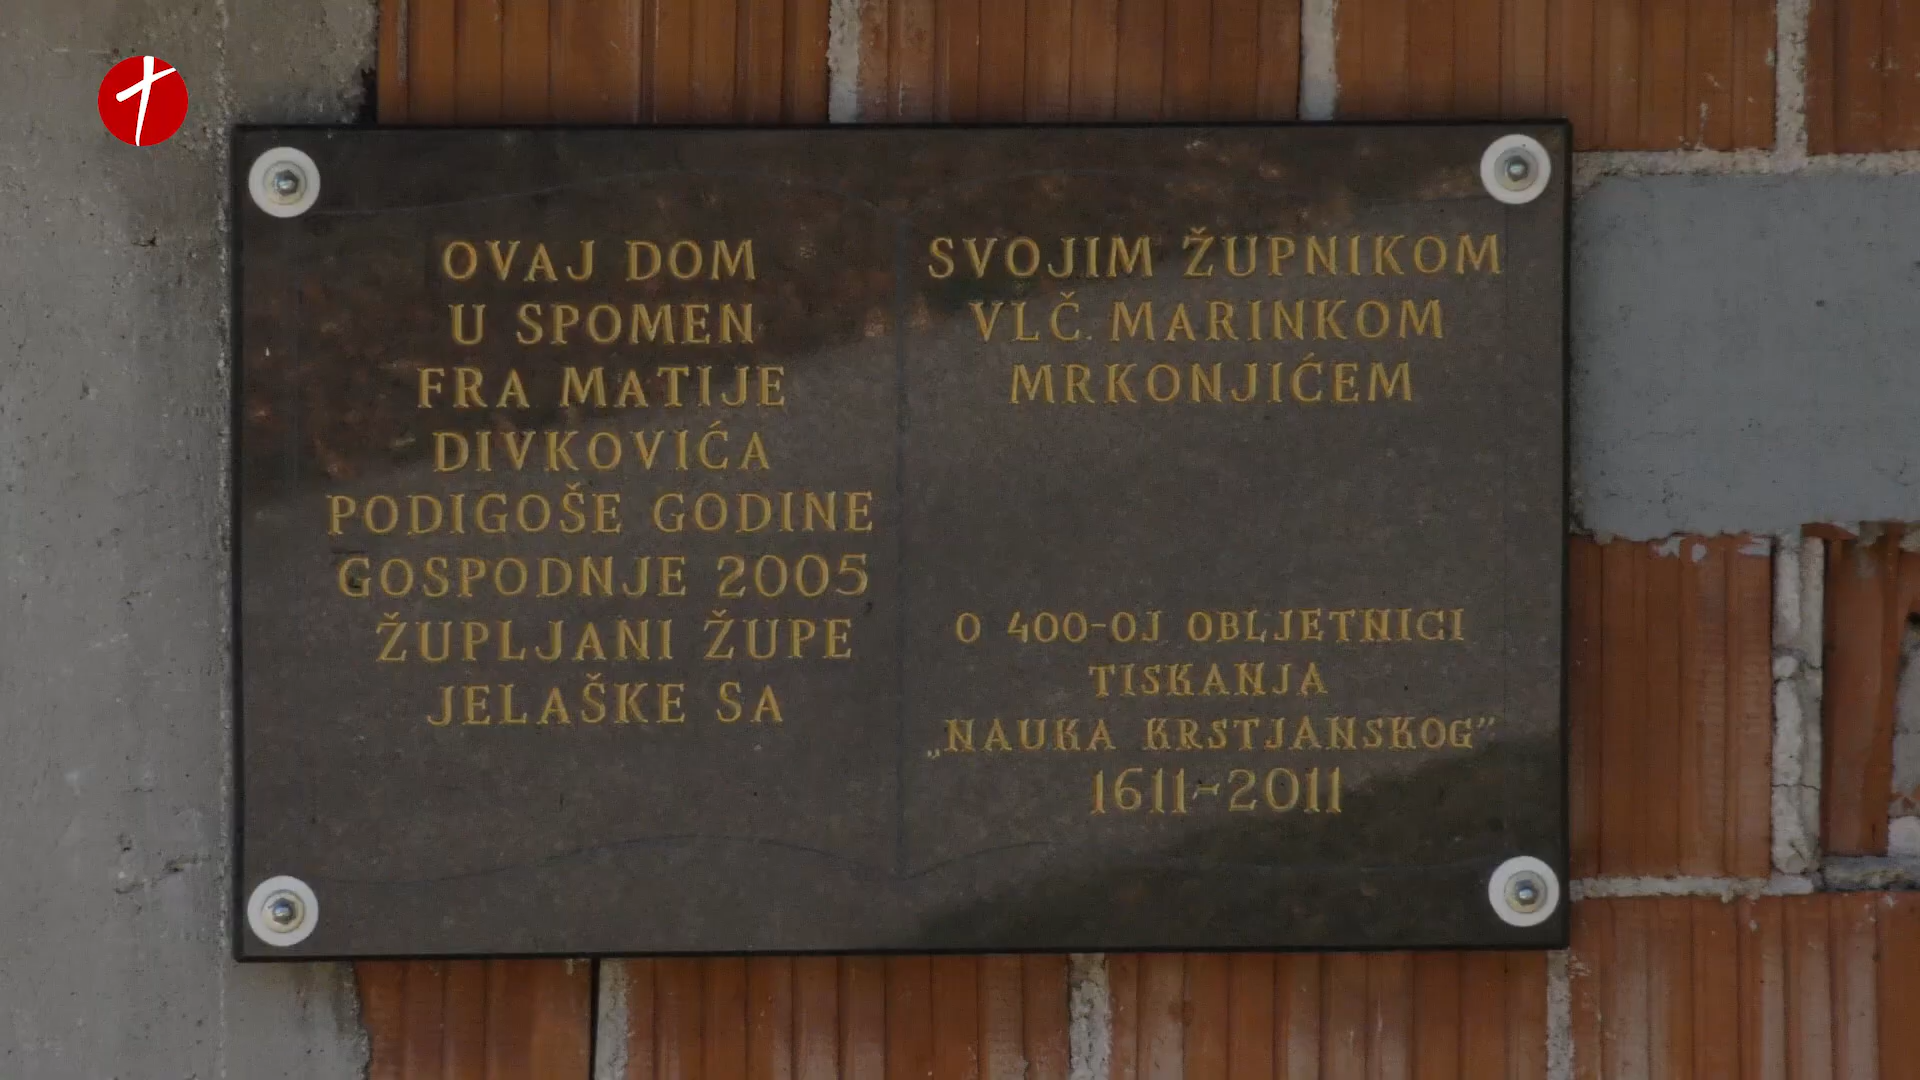 OVAJ DOM
U SPOMEN
FRA MATIJE
DIVKOVIĆA
PODIGOŠE GODINE
GOSPODNJE 2005
ŽUPLJANI ŽUPE
JELAŠKE SA
SVOJIM ŽUPNIKOM
VLČ. MARINKOM
MRKONJIĆEM
O 400-OJ OBLJETNICI
TISKANJA
„NAUKA KRSTJANSKOG”
1611-2011